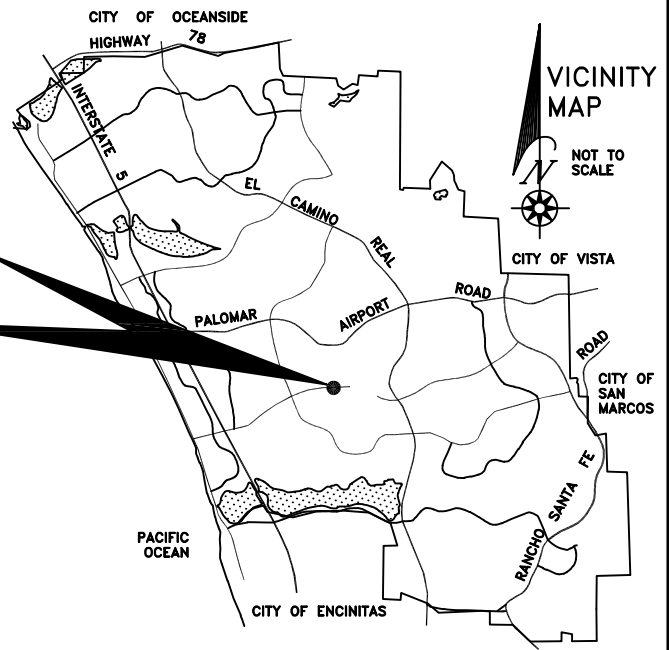 CITY OF OCEANSIDE
HIGHWAY 78
VICINITY
MAP
INTERSTATE 5
NOT TO
SCALE
N
EL CAMINO REAL
CITY OF VISTA
PALOMAR AIRPORT ROAD
ROAD
CITY OF
SAN
MARCOS
RANCHO SANTA FE
PACIFIC
OCEAN
CITY OF ENCINITAS